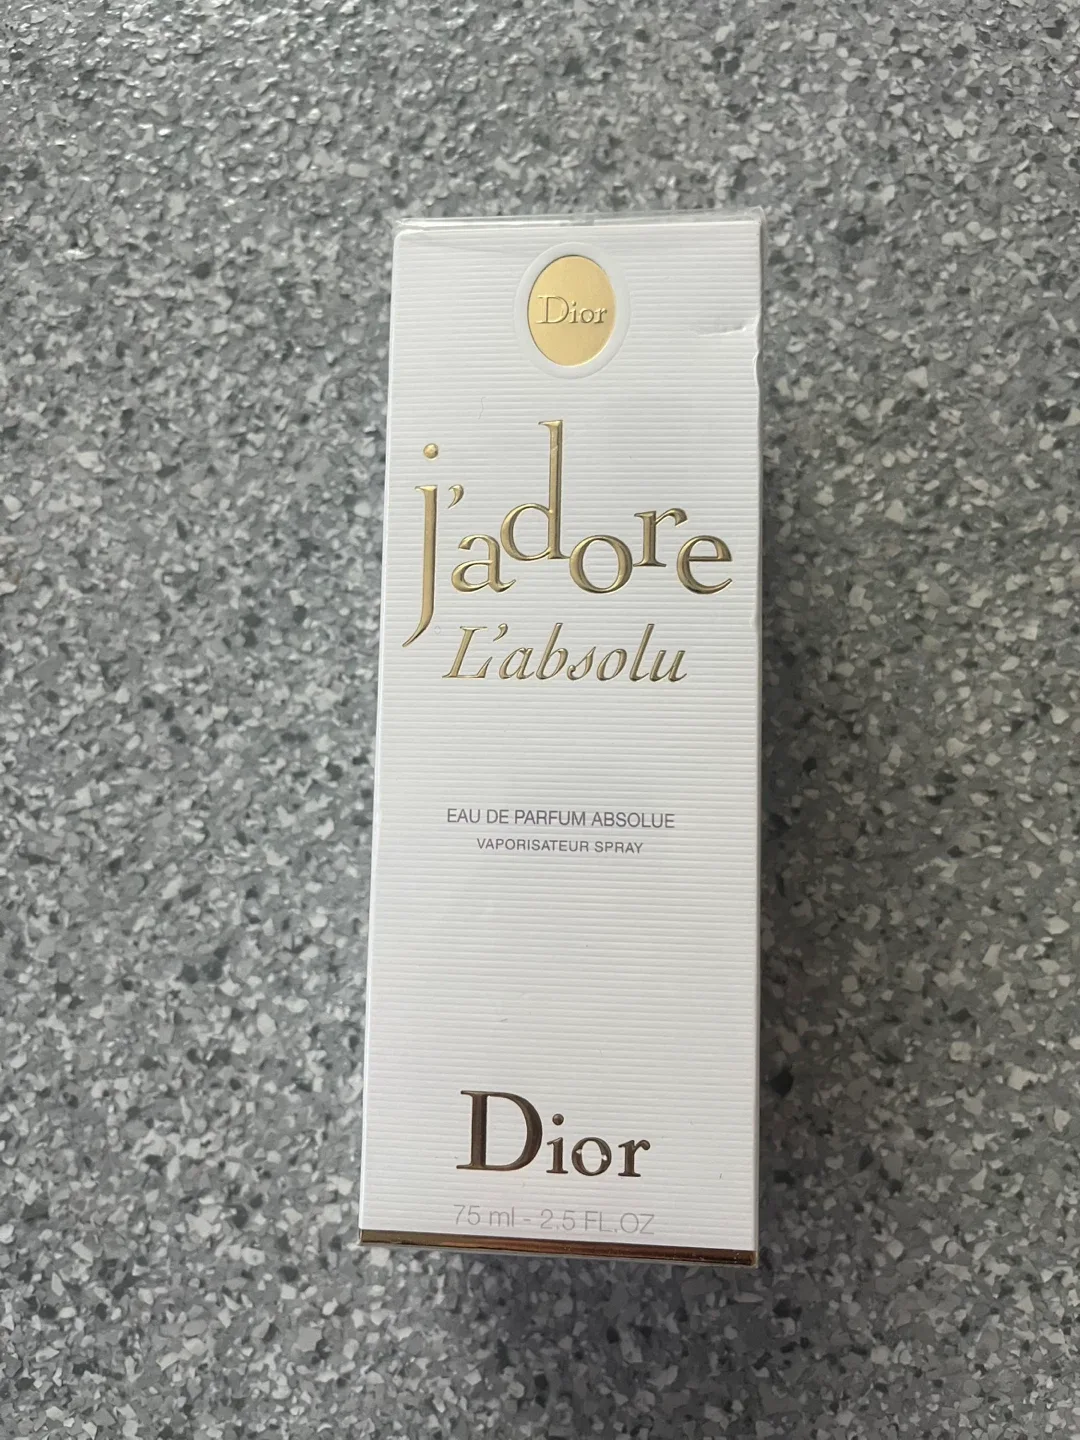 Dior
j'adore
L'absolu
EAU DE PARFUM ABSOLUE
VAPORISATEUR SPRAY
Dior
75 ml - 2.5 FL.OZ